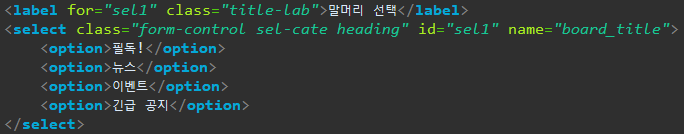 <label for="sel1" class="title-lab">말머리 선택</label>
<select class="form-control sel-cate heading" id="sel1" name="board_title">
    <option>필독!</option>
    <option>뉴스</option>
    <option>이벤트</option>
    <option>긴급 공지</option>
</select>